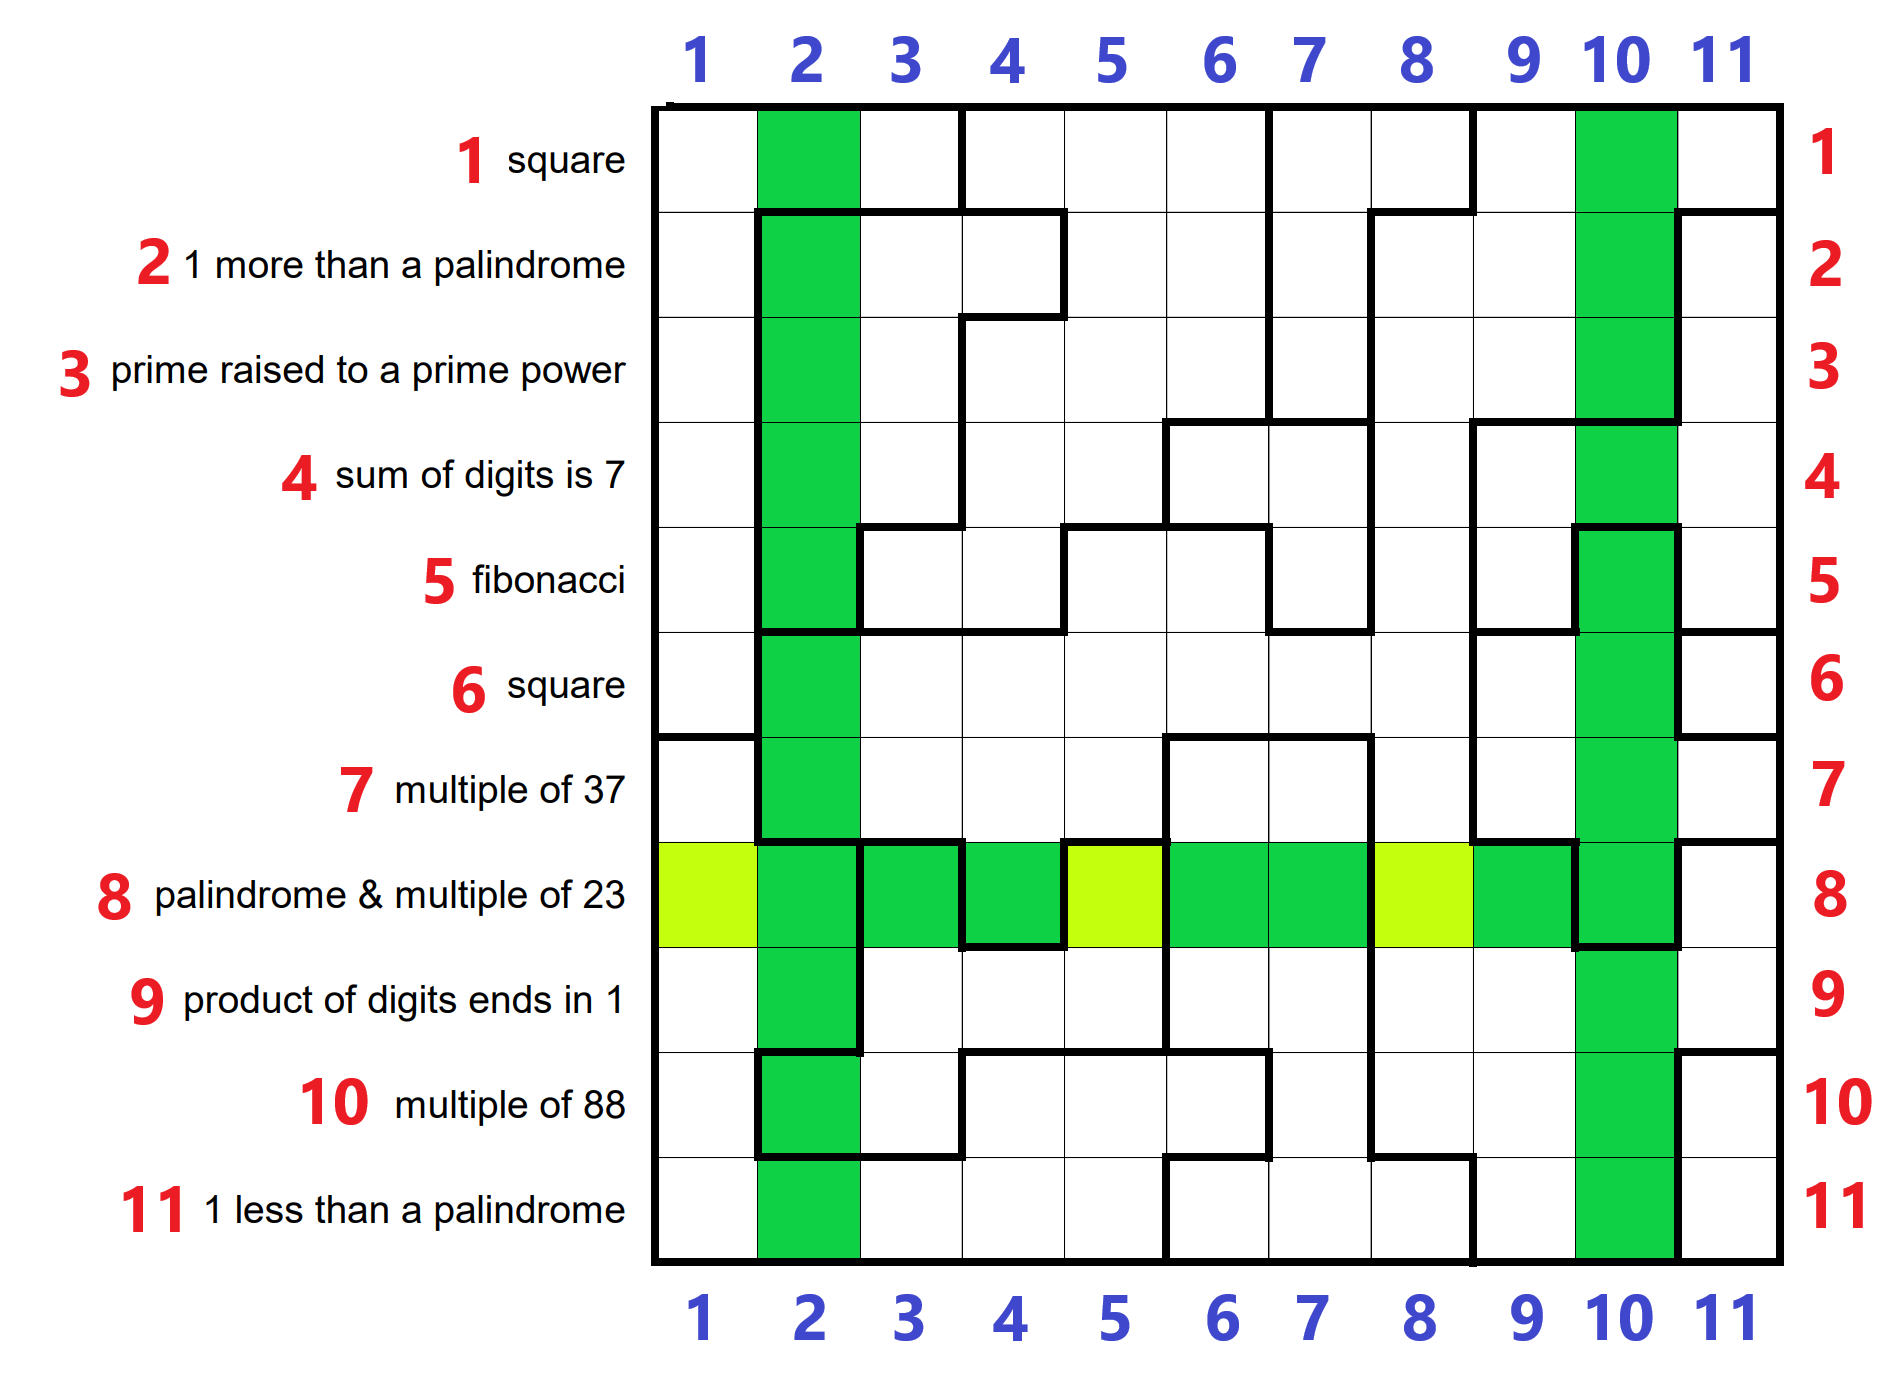 1 2 3 4 5 6 7 8 9 10 11
1 square 1
2 1 more than a palindrome 2
3 prime raised to a prime power 3
4 sum of digits is 7 4
5 fibonacci 5
6 square 6
7 multiple of 37 7
8 palindrome & multiple of 23 8
9 product of digits ends in 1 9
10 multiple of 88 10
11 1 less than a palindrome 11
1 2 3 4 5 6 7 8 9 10 11